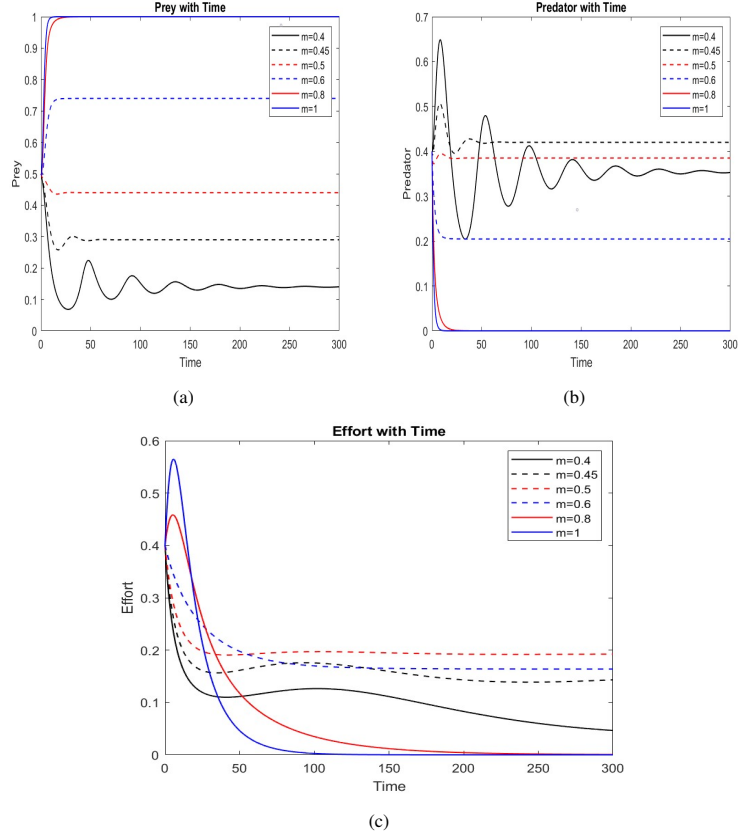 Prey with Time
1
0.9
0.8
0.7
0.6
0.5
0.4
0.3
0.2
0.1
0
Prey
m=0.4
m=0.45
m=0.5
m=0.6
m=0.8
m=1
0 50 100 150 200 250 300
Time
(a)
Predator with Time
0.7
0.6
0.5
0.4
0.3
0.2
0.1
0
Predator
m=0.4
m=0.45
m=0.5
m=0.6
m=0.8
m=1
0 50 100 150 200 250 300
Time
(b)
Effort with Time
0.6
0.5
0.4
0.3
0.2
0.1
0
Effort
m=0.4
m=0.45
m=0.5
m=0.6
m=0.8
m=1
0 50 100 150 200 250 300
Time
(c)